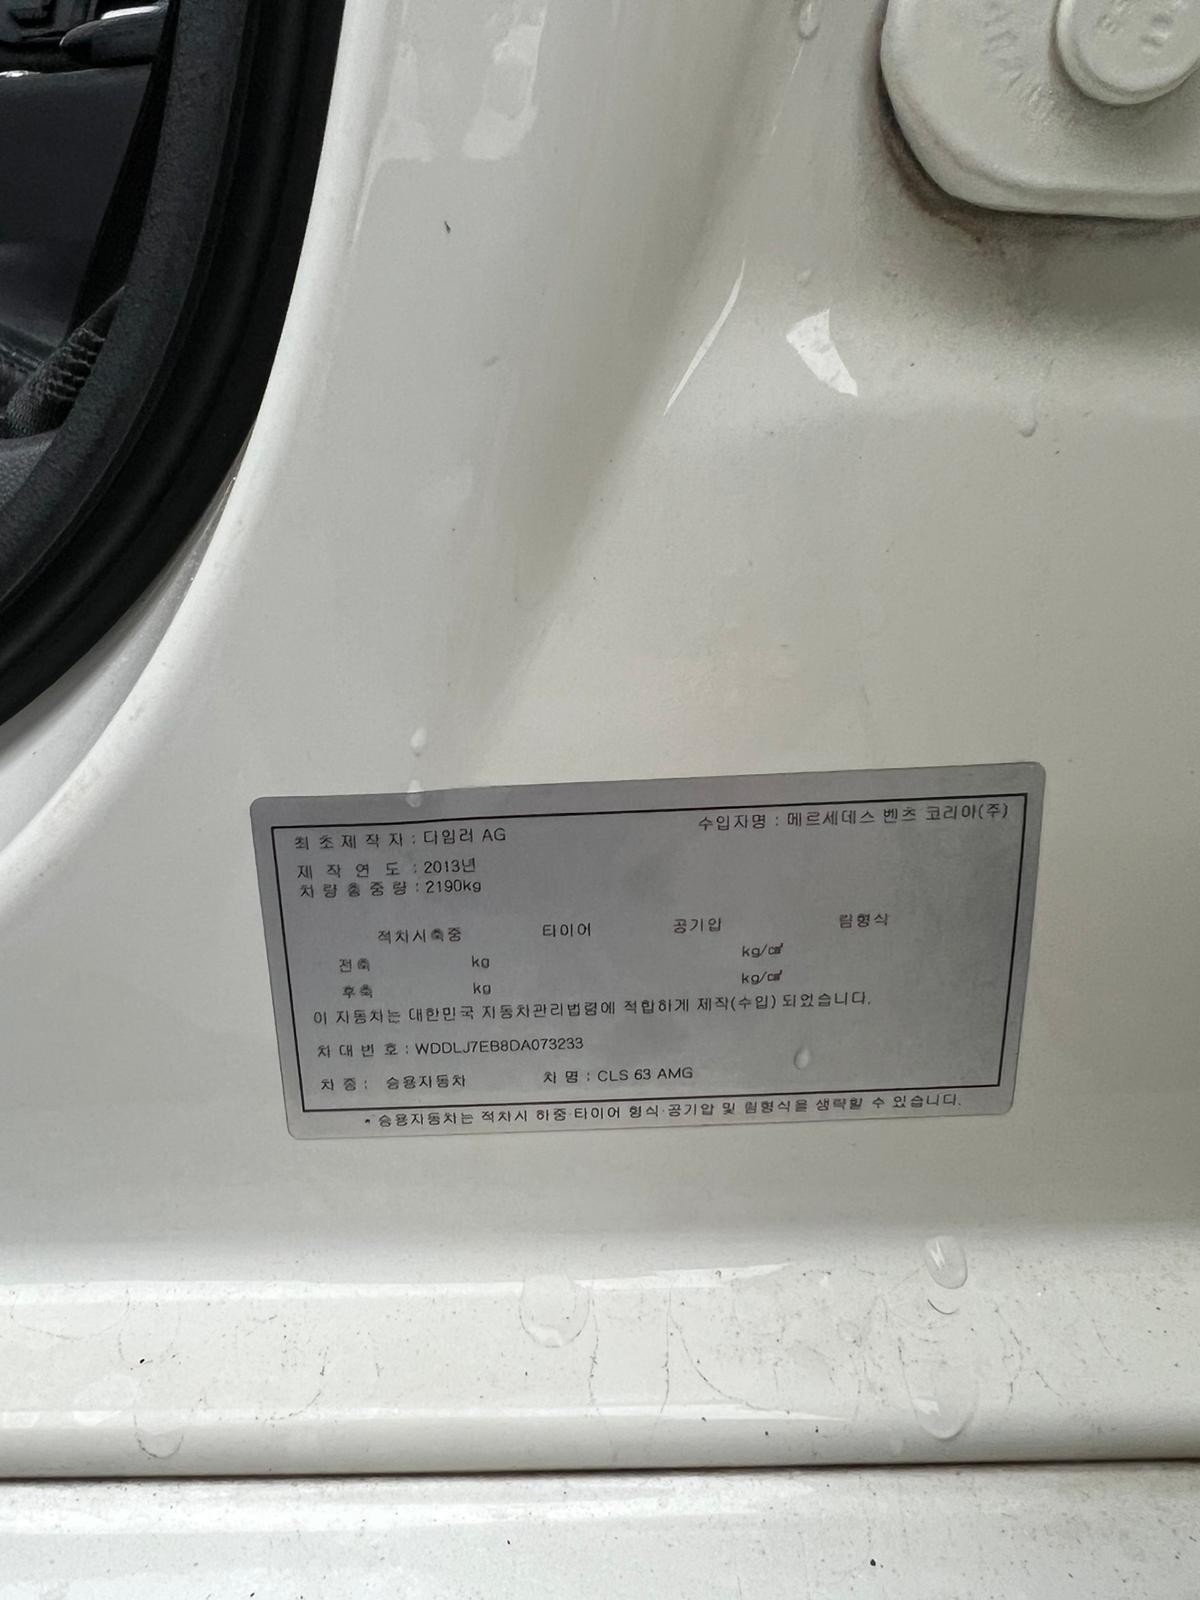 최초제작자 : 다임러 AG
수입자명 : 메르세데스 벤츠 코리아(주)
제작연도 : 2013년
차량총중량 : 2190kg
적차시축중 타이어 공기압 림형식
전축 kg kg/㎠
후축 kg kg/㎠
이 자동차는 대한민국 자동차관리법령에 적합하게 제작(수입) 되었습니다.
차대번호 : WDDLJ7EB8DA073233
차종 : 승용자동차 차명 : CLS 63 AMG
* 승용자동차는 적차시 하중·타이어 형식·공기압 및 림형식을 생략할 수 있습니다.